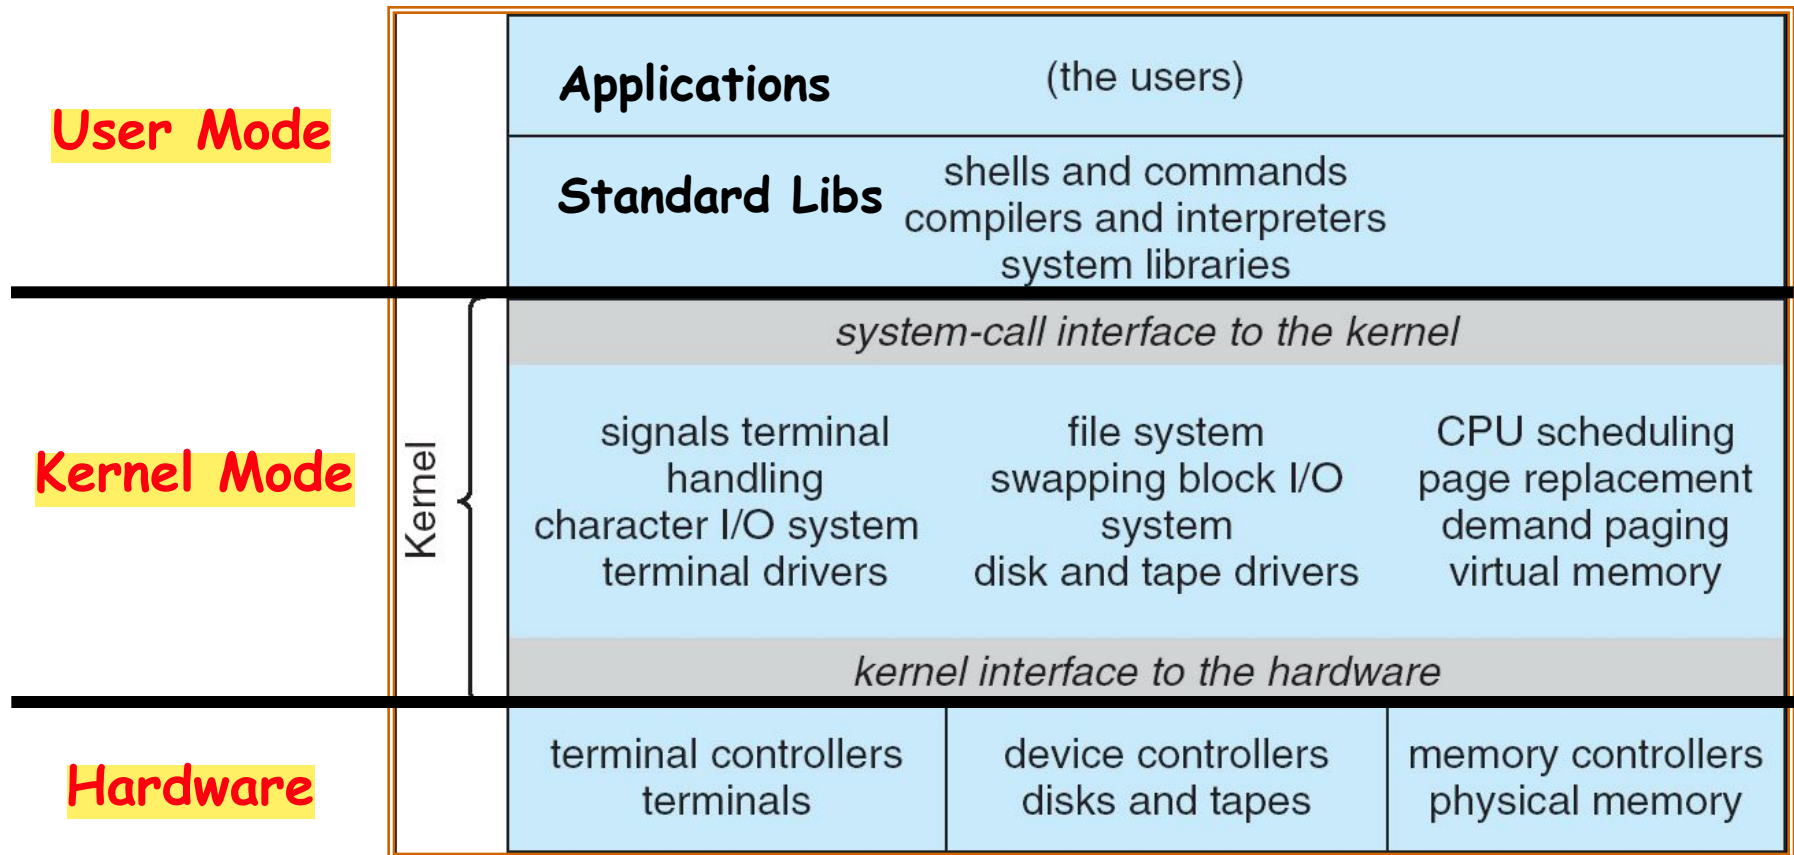 User Mode
Applications
(the users)
Standard Libs
shells and commands
compilers and interpreters
system libraries
Kernel Mode
Kernel
system-call interface to the kernel
signals terminal
handling
character I/O system
terminal drivers
file system
swapping block I/O
system
disk and tape drivers
CPU scheduling
page replacement
demand paging
virtual memory
kernel interface to the hardware
Hardware
terminal controllers
terminals
device controllers
disks and tapes
memory controllers
physical memory